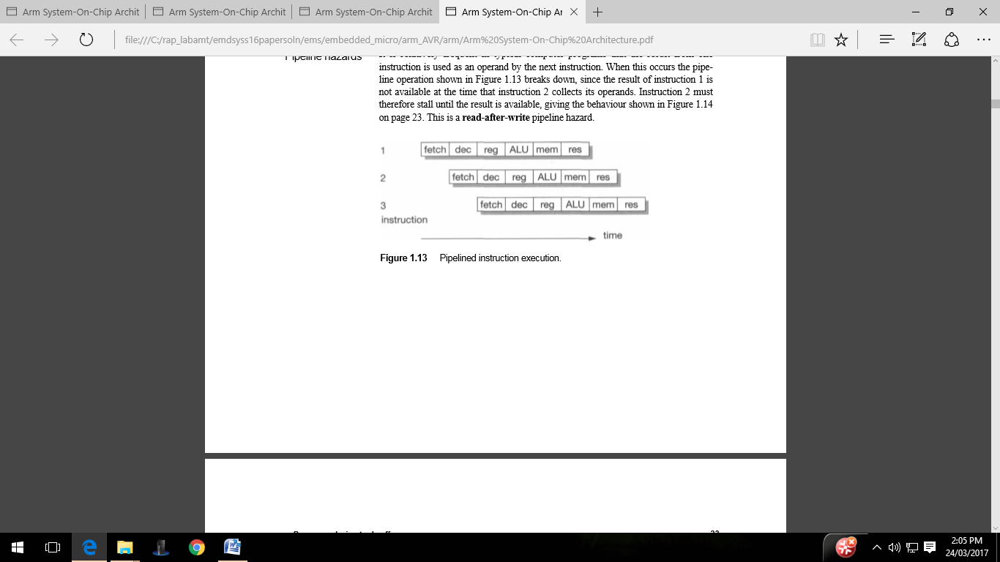 Arm System-On-Chip Archit
Arm System-On-Chip Archit
Arm System-On-Chip Archit
Arm System-On-Chip Ar
file:///C:/rap_labamt/emdsyss16papersoln/ems/embedded_micro/arm_AVR/arm/Arm%20System-On-Chip%20Architecture.pdf
Pipeline hazards
instruction is used as an operand by the next instruction. When this occurs the pipe-
line operation shown in Figure 1.13 breaks down, since the result of instruction 1 is
not available at the time that instruction 2 collects its operands. Instruction 2 must
therefore stall until the result is available, giving the behaviour shown in Figure 1.14
on page 23. This is a read-after-write pipeline hazard.
1 fetch dec reg ALU mem res
2 fetch dec reg ALU mem res
3 fetch dec reg ALU mem res
instruction
time
Figure 1.13 Pipelined instruction execution.
2:05 PM
24/03/2017